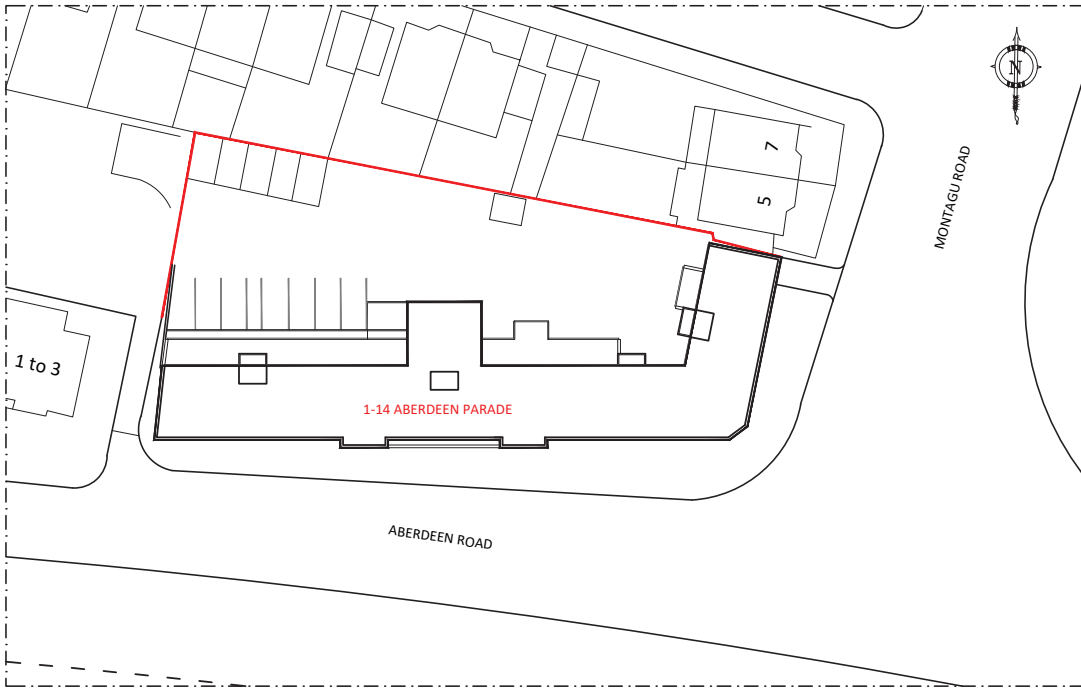 N
7
MONTAGU ROAD
5
1 to 3
1-14 ABERDEEN PARADE
ABERDEEN ROAD